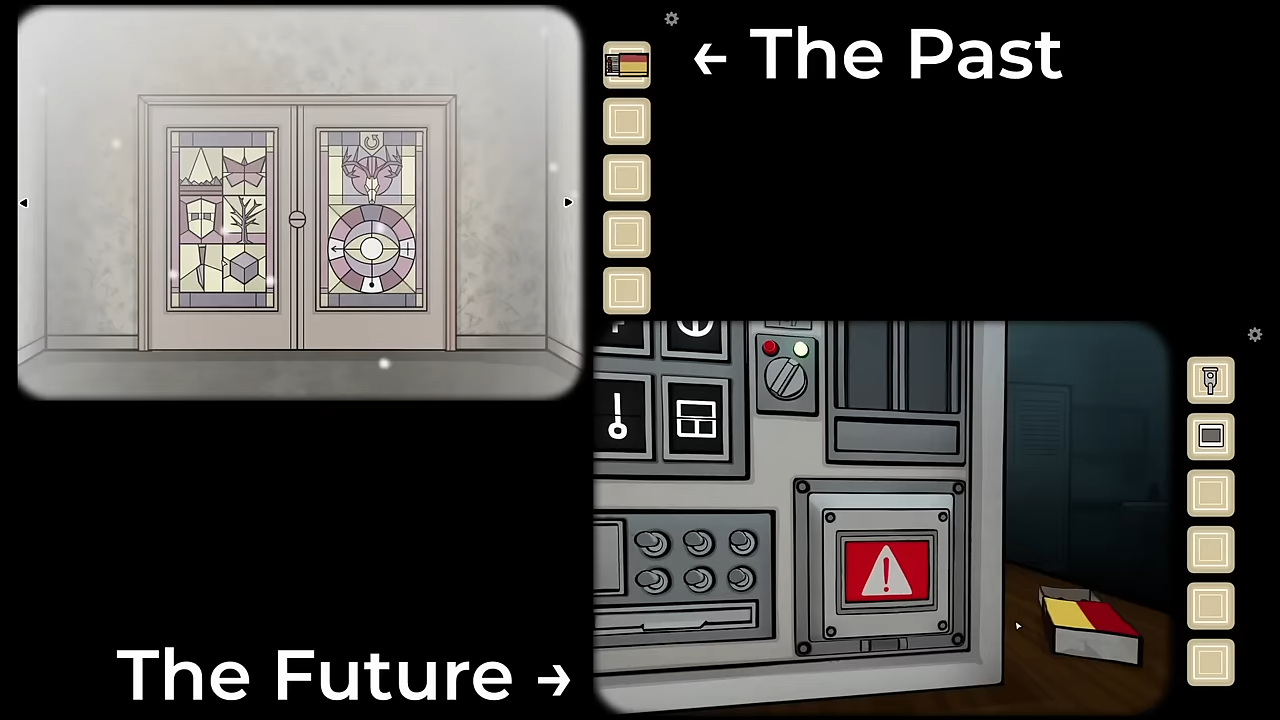 ← The Past
The Future →